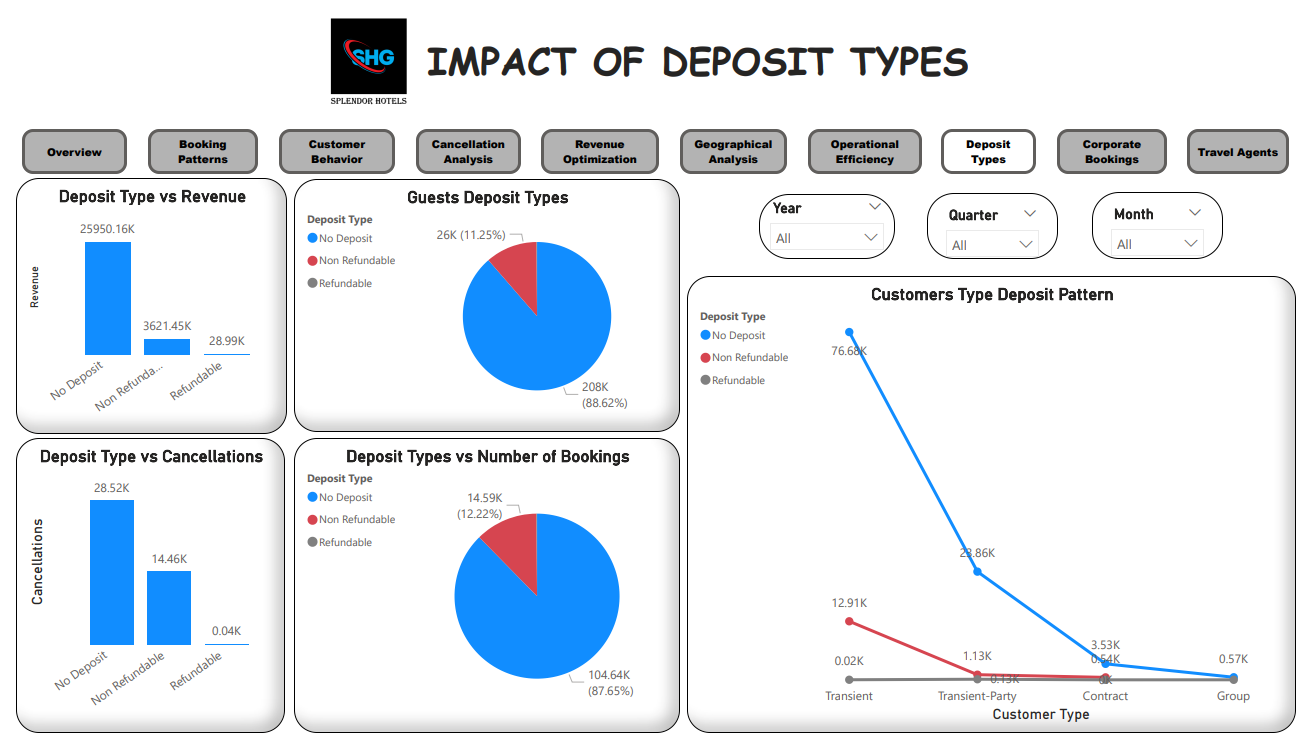 SHG
SPLENDOR HOTELS
IMPACT OF DEPOSIT TYPES
Overview
Booking
Patterns
Customer
Behavior
Cancellation
Analysis
Revenue
Optimization
Geographical
Analysis
Operational
Efficiency
Deposit
Types
Corporate
Bookings
Travel Agents
Deposit Type vs Revenue
Revenue
25950.16K
3621.45K
28.99K
No Deposit
Non Refunda...
Refundable
Guests Deposit Types
Deposit Type
No Deposit
Non Refundable
Refundable
26K (11.25%)
208K
(88.62%)
Year
All
Quarter
All
Month
All
Deposit Type vs Cancellations
Cancellations
28.52K
14.46K
0.04K
No Deposit
Non Refundable
Refundable
Deposit Types vs Number of Bookings
Deposit Type
No Deposit
Non Refundable
Refundable
14.59K
(12.22%)
104.64K
(87.65%)
Customers Type Deposit Pattern
Deposit Type
No Deposit
Non Refundable
Refundable
76.68K
23.86K
12.91K
3.53K
1.13K
0.54K
0.57K
0.02K
0.13K
0K
Transient
Transient-Party
Contract
Group
Customer Type